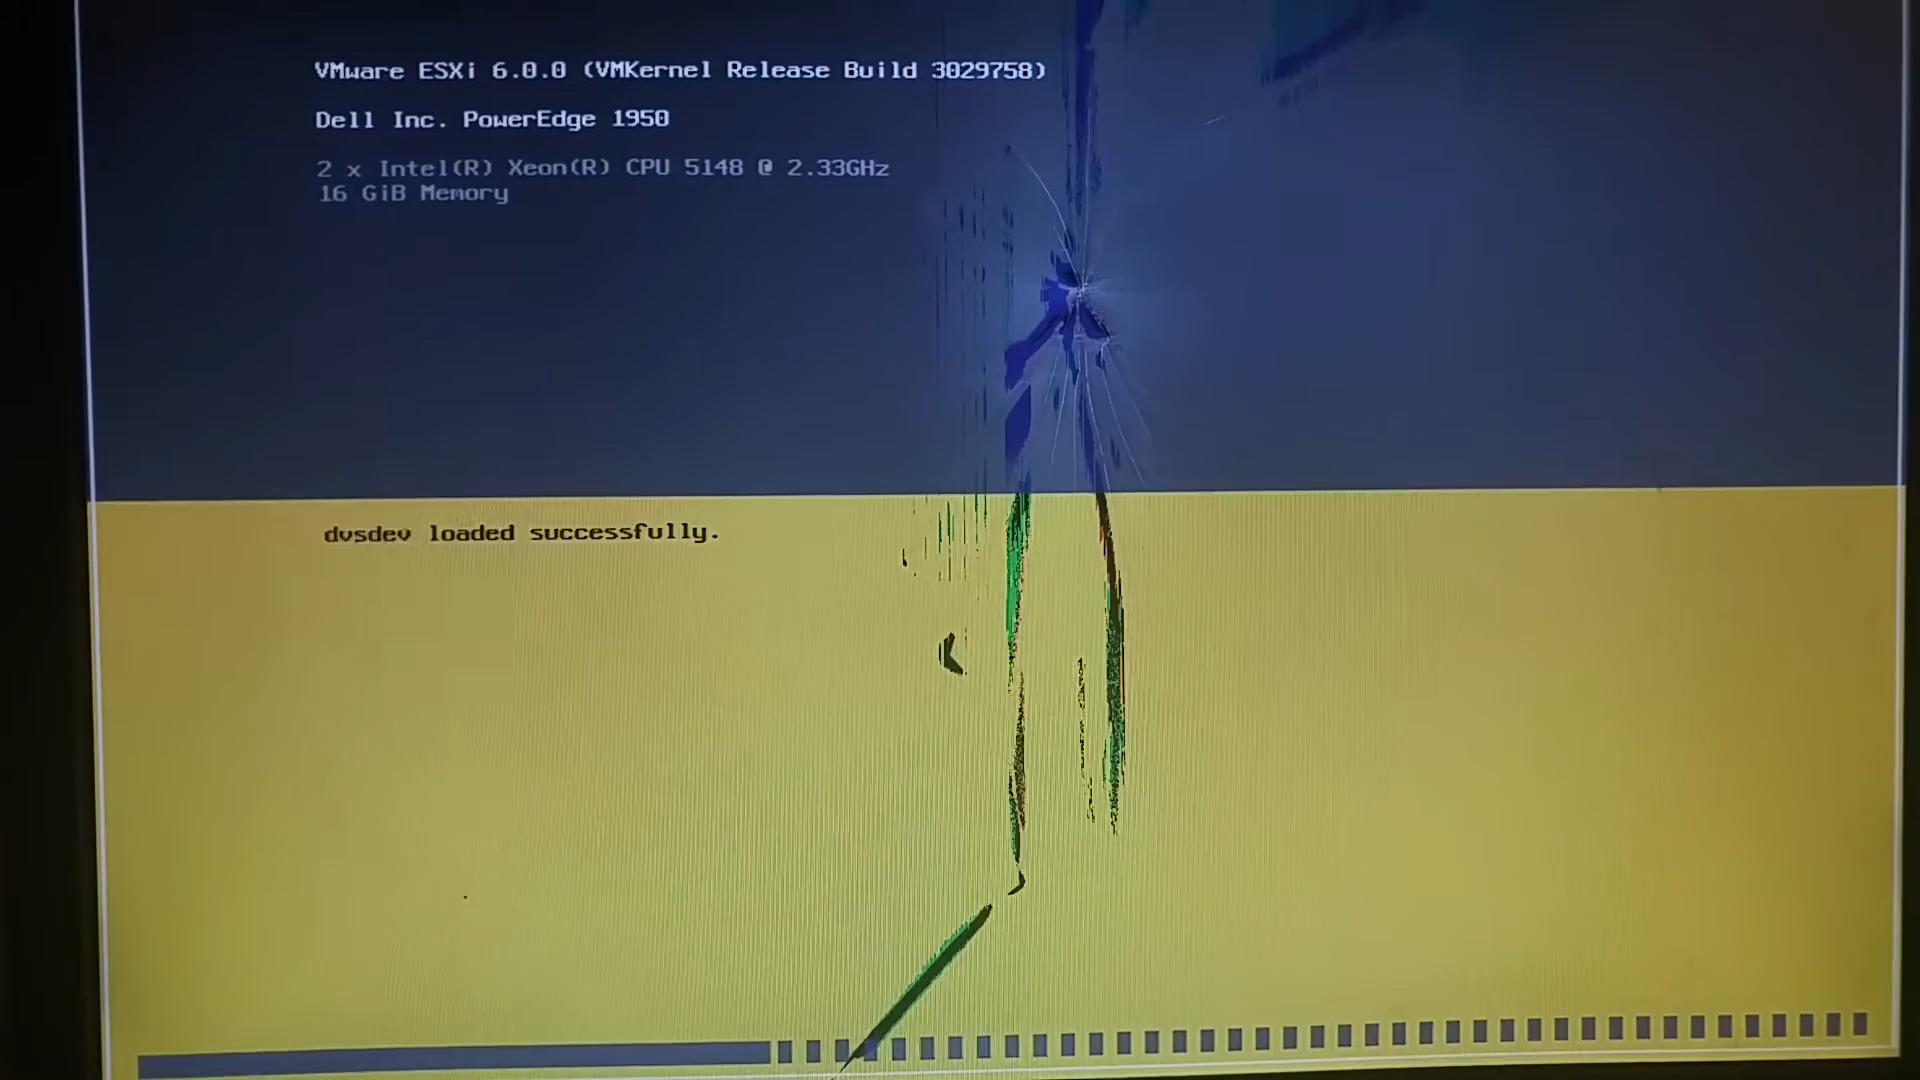 VMware ESXi 6.0.0 (VMKernel Release Build 3029758)
Dell Inc. PowerEdge 1950
2 x Intel(R) Xeon(R) CPU 5148 @ 2.33GHz
16 GiB Memory
dvsdev loaded successfully.